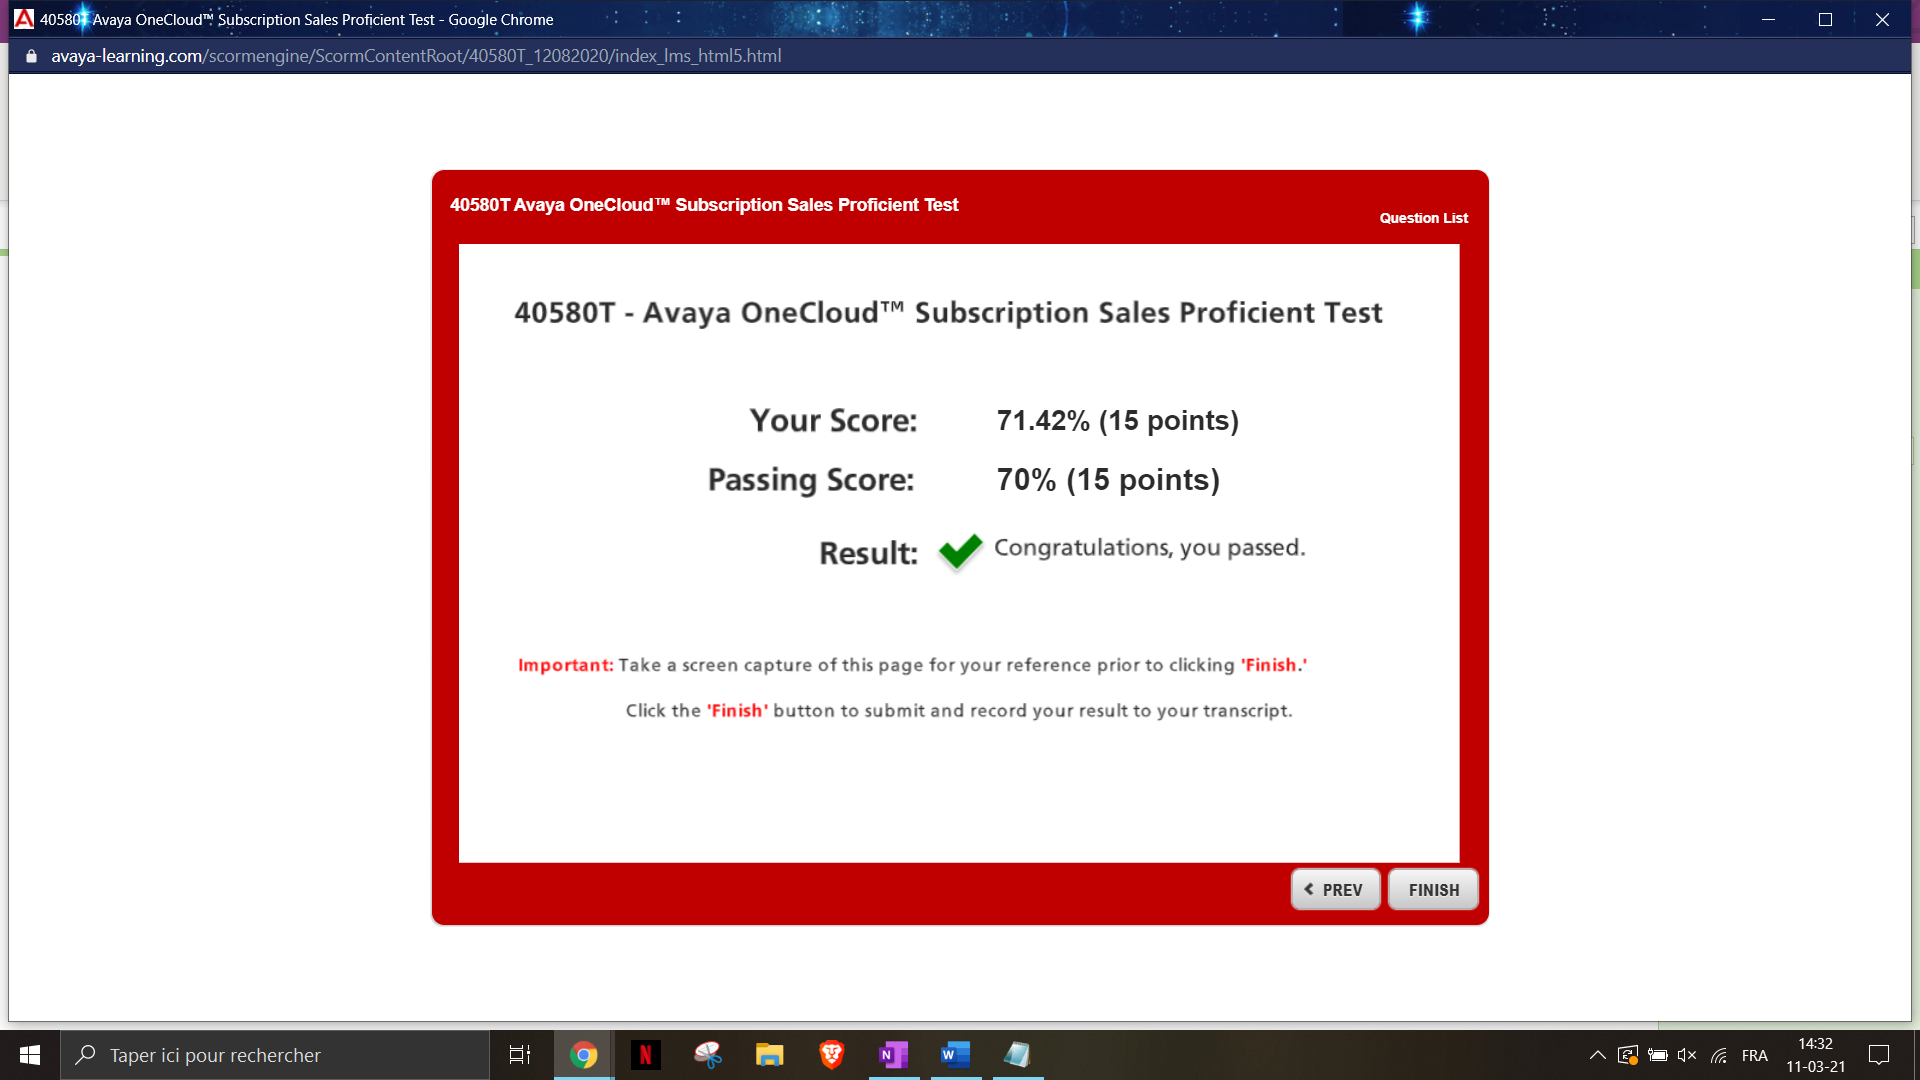 40580T Avaya OneCloud™ Subscription Sales Proficient Test - Google Chrome
avaya-learning.com/scormengine/ScormContentRoot/40580T_12082020/index_lms_html5.html
40580T Avaya OneCloud™ Subscription Sales Proficient Test
Question List
40580T - Avaya OneCloud™ Subscription Sales Proficient Test
Your Score: 71.42% (15 points)
Passing Score: 70% (15 points)
Result: Congratulations, you passed.
Important: Take a screen capture of this page for your reference prior to clicking 'Finish.'
Click the 'Finish' button to submit and record your result to your transcript.
PREV
FINISH
Taper ici pour rechercher
FRA
14:32
11-03-21